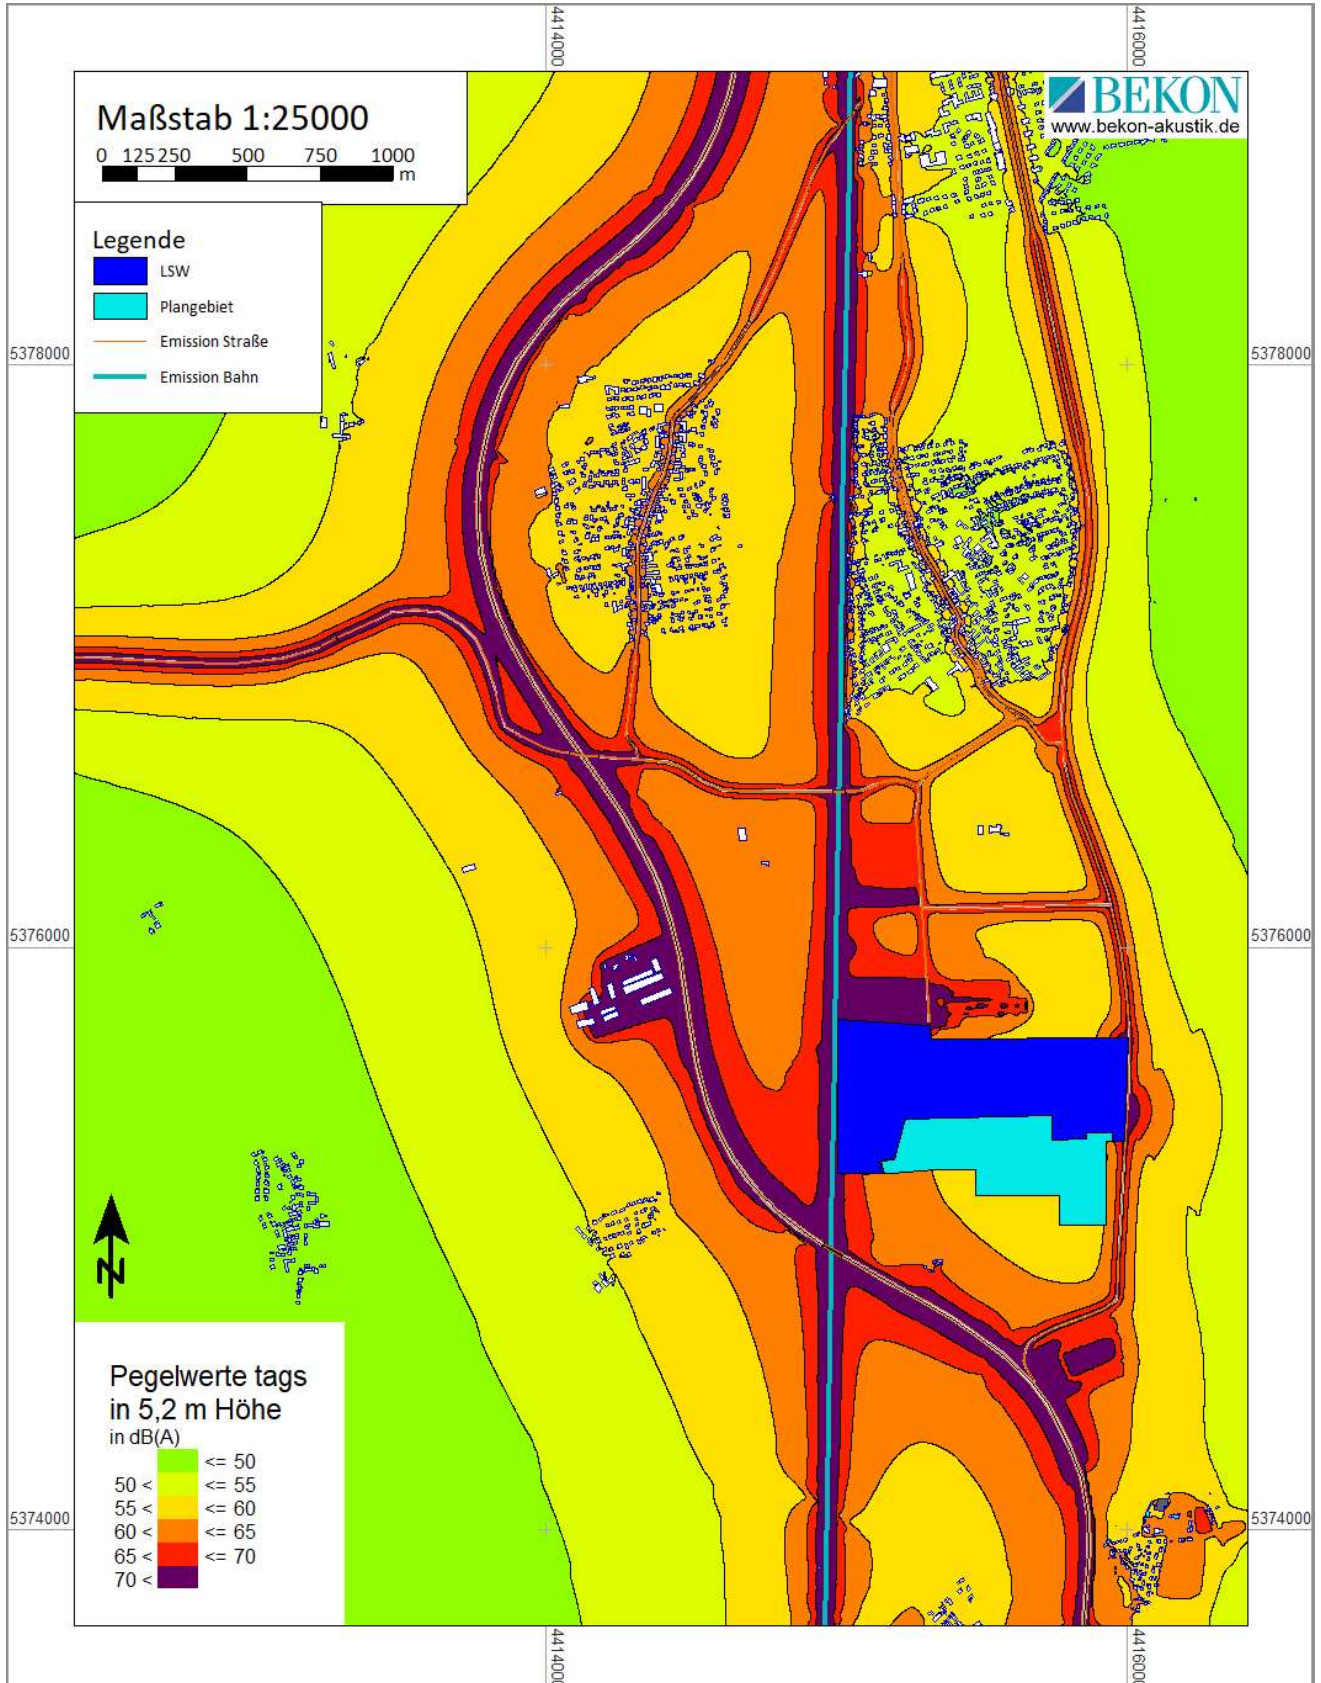 4414000
4416000
Maßstab 1:25000
0 125 250 500 750 1000
m
BEKON
www.bekon-akustik.de
Legende
LSW
Plangebiet
Emission Straße
Emission Bahn
5378000
5378000
5376000
5376000
N
Pegelwerte tags
in 5,2 m Höhe
in dB(A)
<= 50
50 < <= 55
55 < <= 60
60 < <= 65
65 < <= 70
70 <
5374000
5374000
4414000
4416000